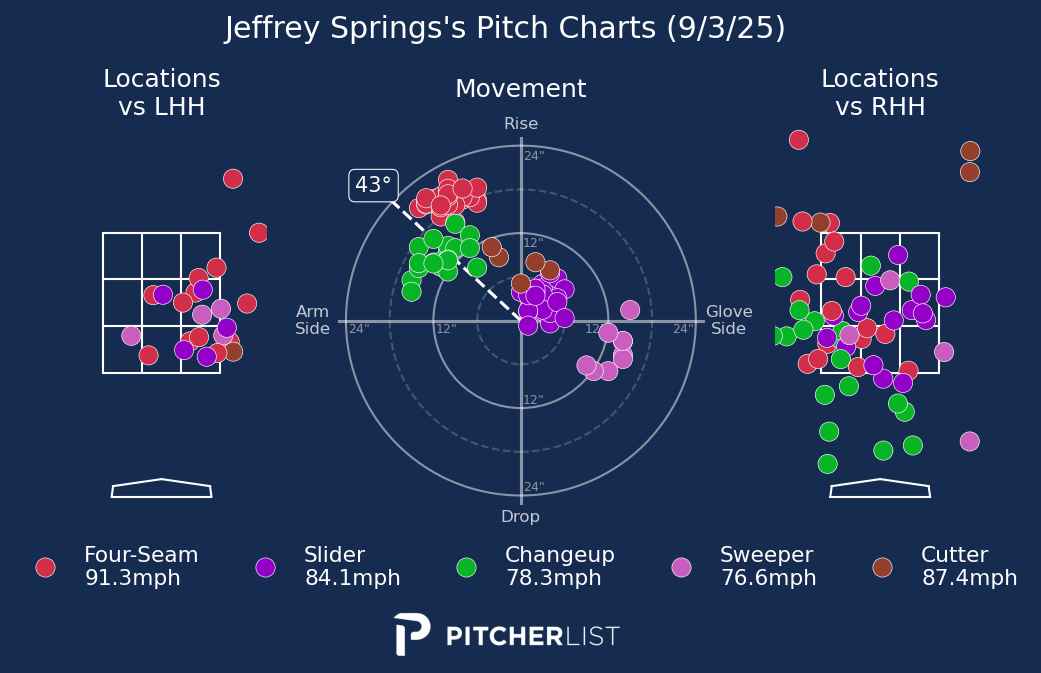 Jeffrey Springs's Pitch Charts (9/3/25)
Locations
vs LHH
Movement
Locations
vs RHH
Rise
24"
43°
12"
Arm
Side
24"
12"
12"
24"
Glove
Side
12"
24"
Drop
Four-Seam
91.3mph
Slider
84.1mph
Changeup
78.3mph
Sweeper
76.6mph
Cutter
87.4mph
PITCHERLIST